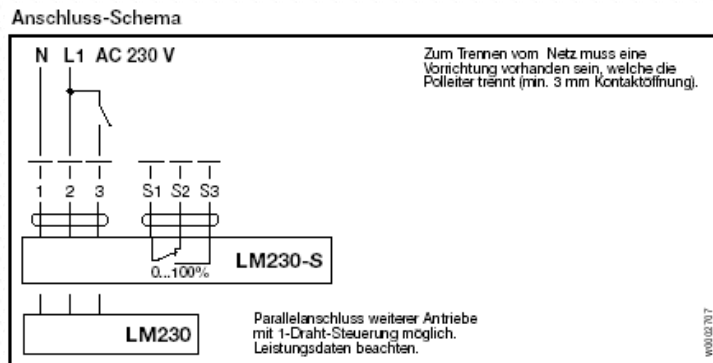 Anschluss-Schema
N L1 AC 230 V
Zum Trennen vom Netz muss eine
Vorrichtung vorhanden sein, welche die
Polleiter trennt (min. 3 mm Kontaktöffnung).
1 2 3 S1 S2 S3
0...100%
LM230-S
LM230
Parallelanschluss weiterer Antriebe
mit 1-Draht-Steuerung möglich.
Leistungsdaten beachten.
W0002707